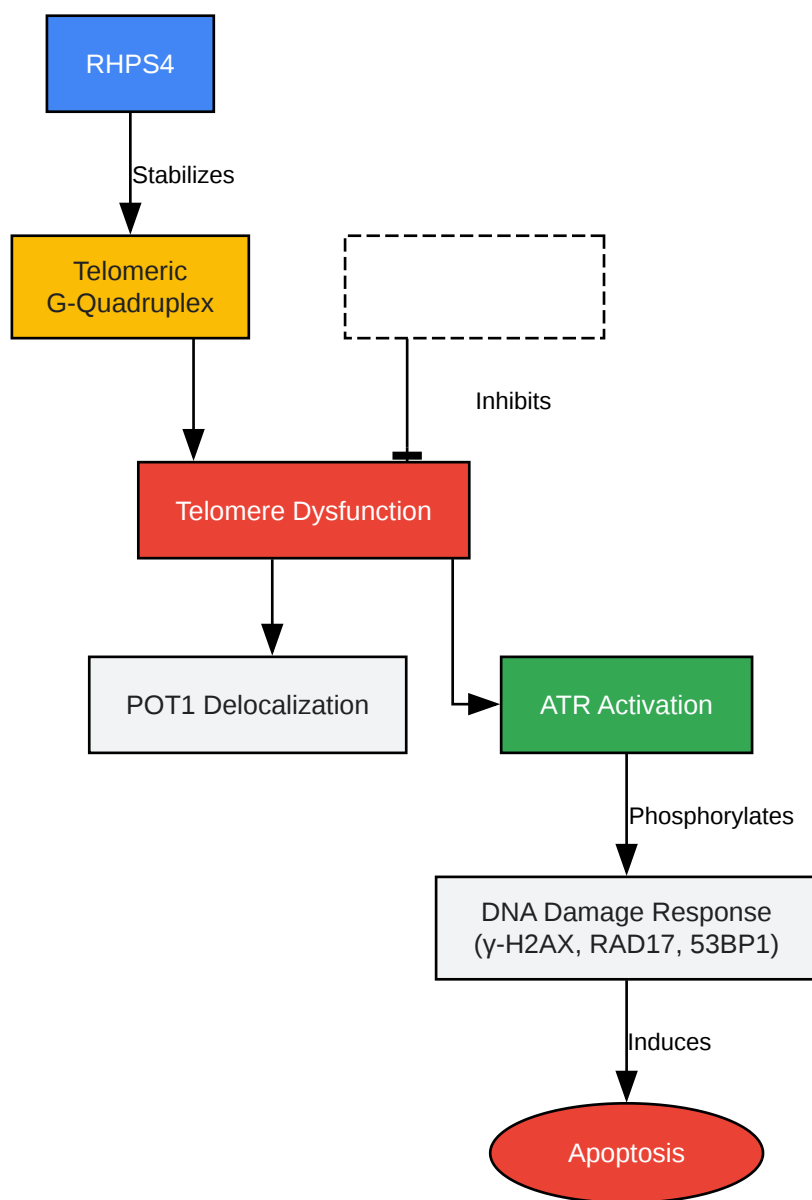 RHPS4
Stabilizes
Telomeric
G-Quadruplex
Inhibits
Telomere Dysfunction
POT1 Delocalization
ATR Activation
Phosphorylates
DNA Damage Response
(γ-H2AX, RAD17, 53BP1)
Induces
Apoptosis